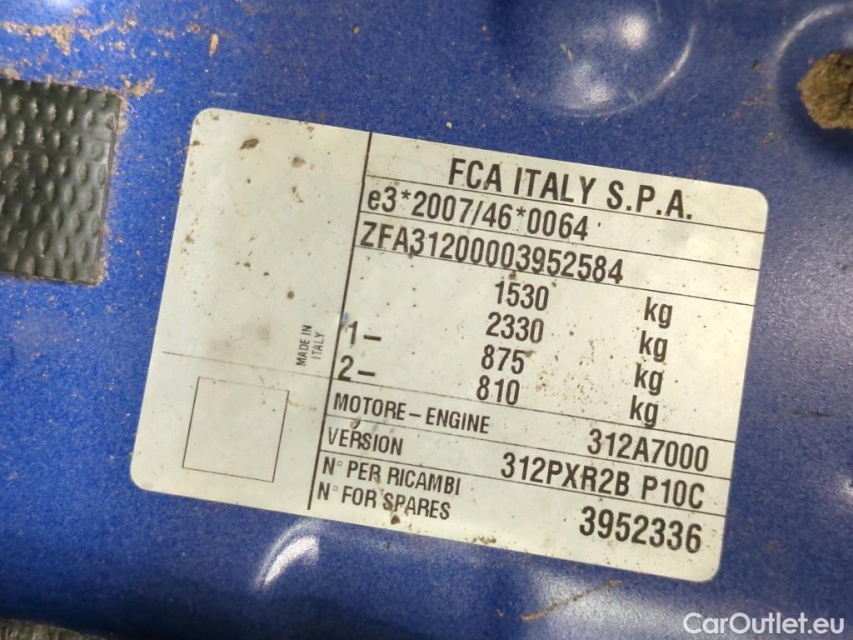 FCA ITALY S.P.A.
e3*2007/46*0064
ZFA31200003952584
1530 kg
2330 kg
1– 875 kg
2– 810 kg
MADE IN
ITALY
MOTORE–ENGINE 312A7000
VERSION 312PXR2B P10C
N° PER RICAMBI
N° FOR SPARES 3952336
CarOutlet.eu